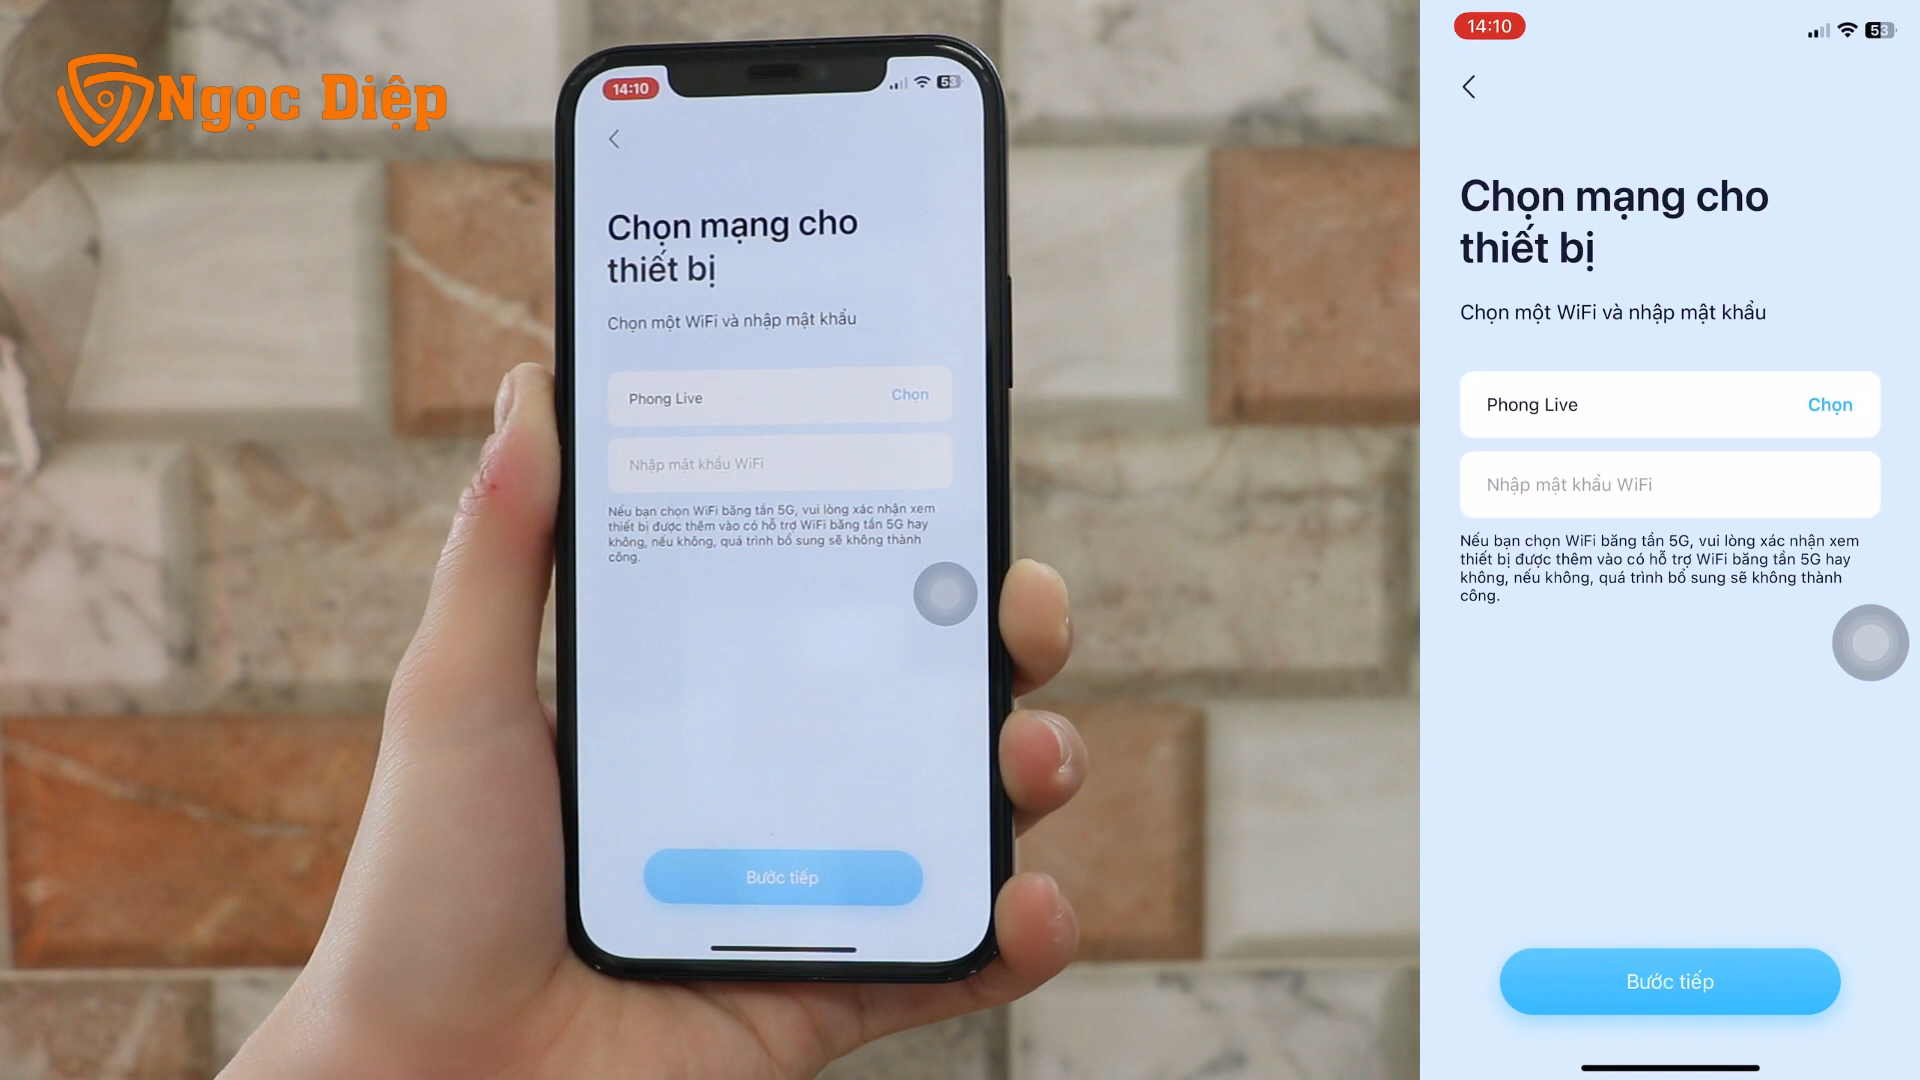 Ngọc Diệp
14:10
53
Chọn mạng cho
thiết bị
Chọn một WiFi và nhập mật khẩu
Phong Live
Chọn
Nhập mật khẩu WiFi
Nếu bạn chọn WiFi băng tần 5G, vui lòng xác nhận xem
thiết bị được thêm vào có hỗ trợ WiFi băng tần 5G hay
không, nếu không, quá trình bổ sung sẽ không thành
công.
Bước tiếp
14:10
53
Chọn mạng cho
thiết bị
Chọn một WiFi và nhập mật khẩu
Phong Live
Chọn
Nhập mật khẩu WiFi
Nếu bạn chọn WiFi băng tần 5G, vui lòng xác nhận xem
thiết bị được thêm vào có hỗ trợ WiFi băng tần 5G hay
không, nếu không, quá trình bổ sung sẽ không thành
công.
Bước tiếp